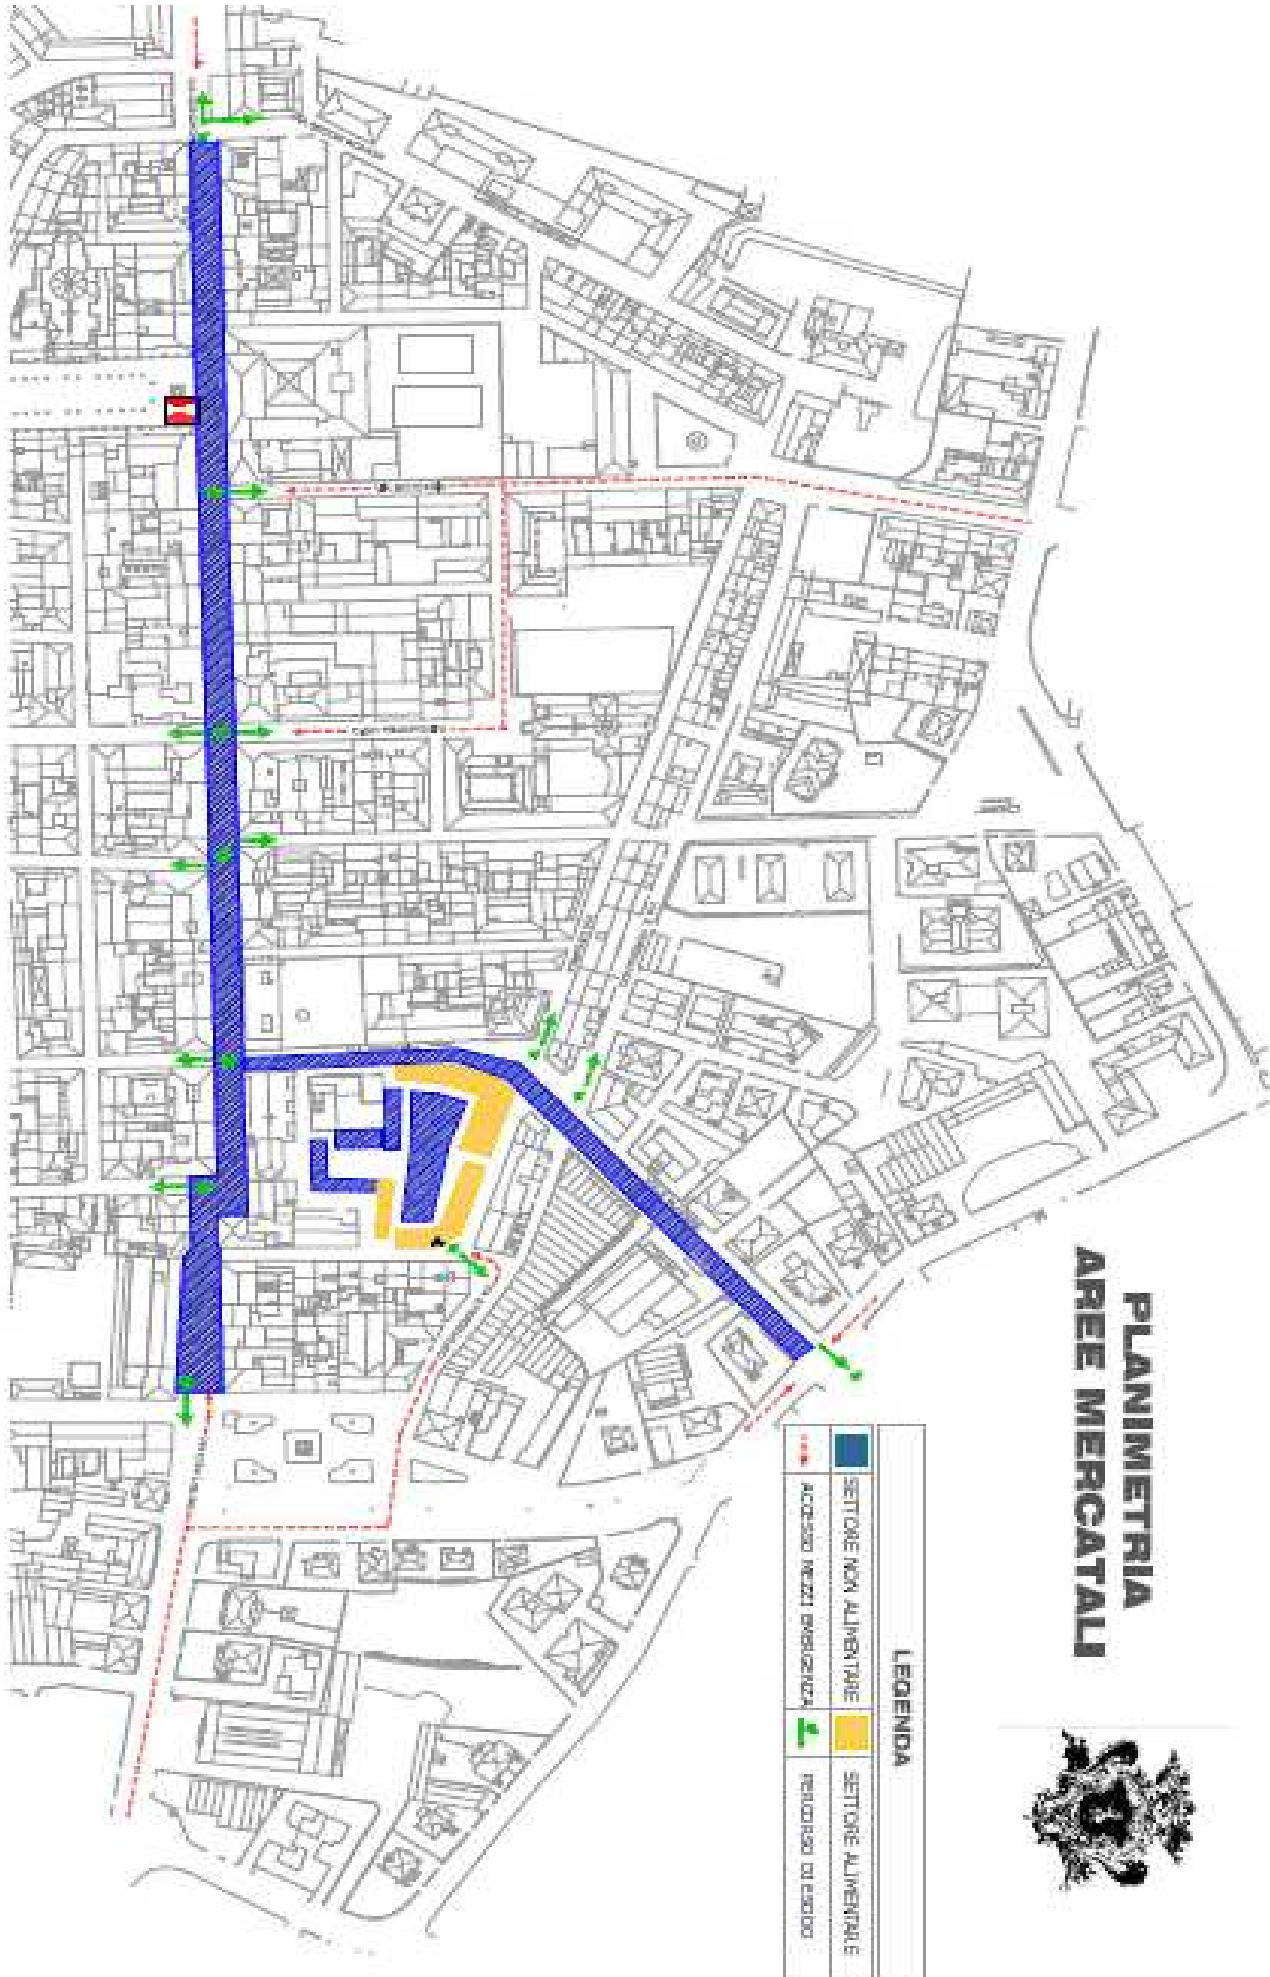 PLANIMETRIA
AREE MERCATALI
LEGENDA
SETTORE NON ALIMENTARE
SETTORE ALIMENTARE
ACCESSO MEZZI EMERGENZA
PERCORSO DI ESODO